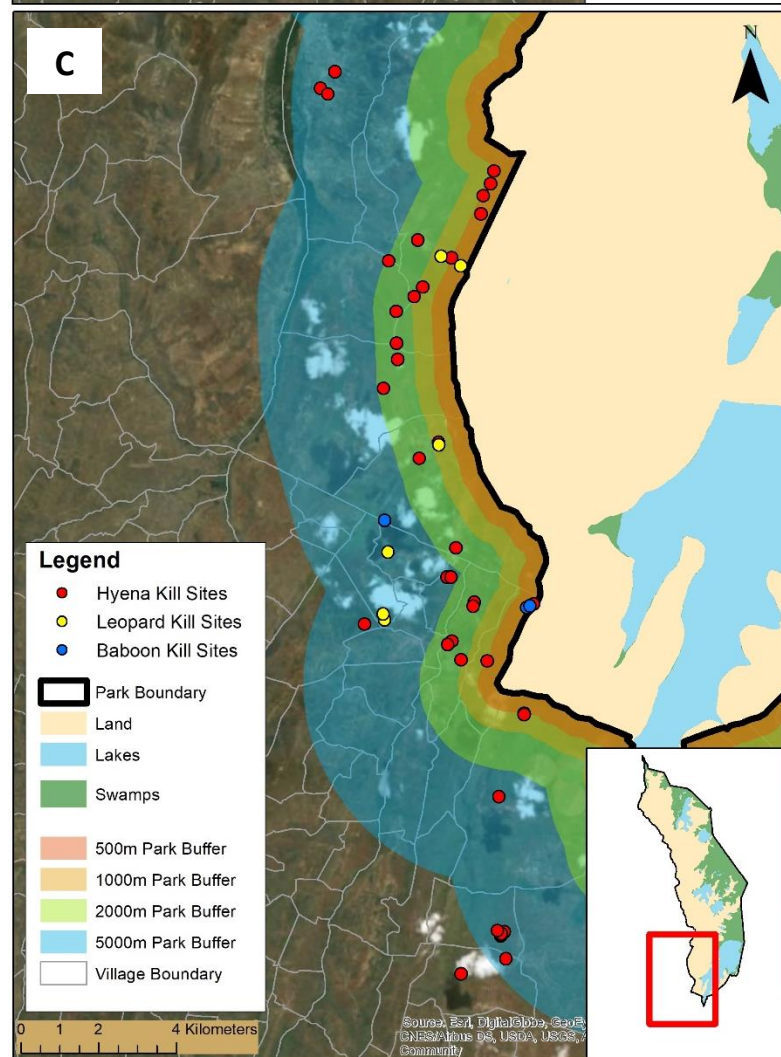 C
N
Legend
Hyena Kill Sites
Leopard Kill Sites
Baboon Kill Sites
Park Boundary
Land
Lakes
Swamps
500m Park Buffer
1000m Park Buffer
2000m Park Buffer
5000m Park Buffer
Village Boundary
0 1 2 4 Kilometers
Source: Esri, DigitalGlobe, GeoEy
CNES/Airbus DS, USDA, USGS, A
Community